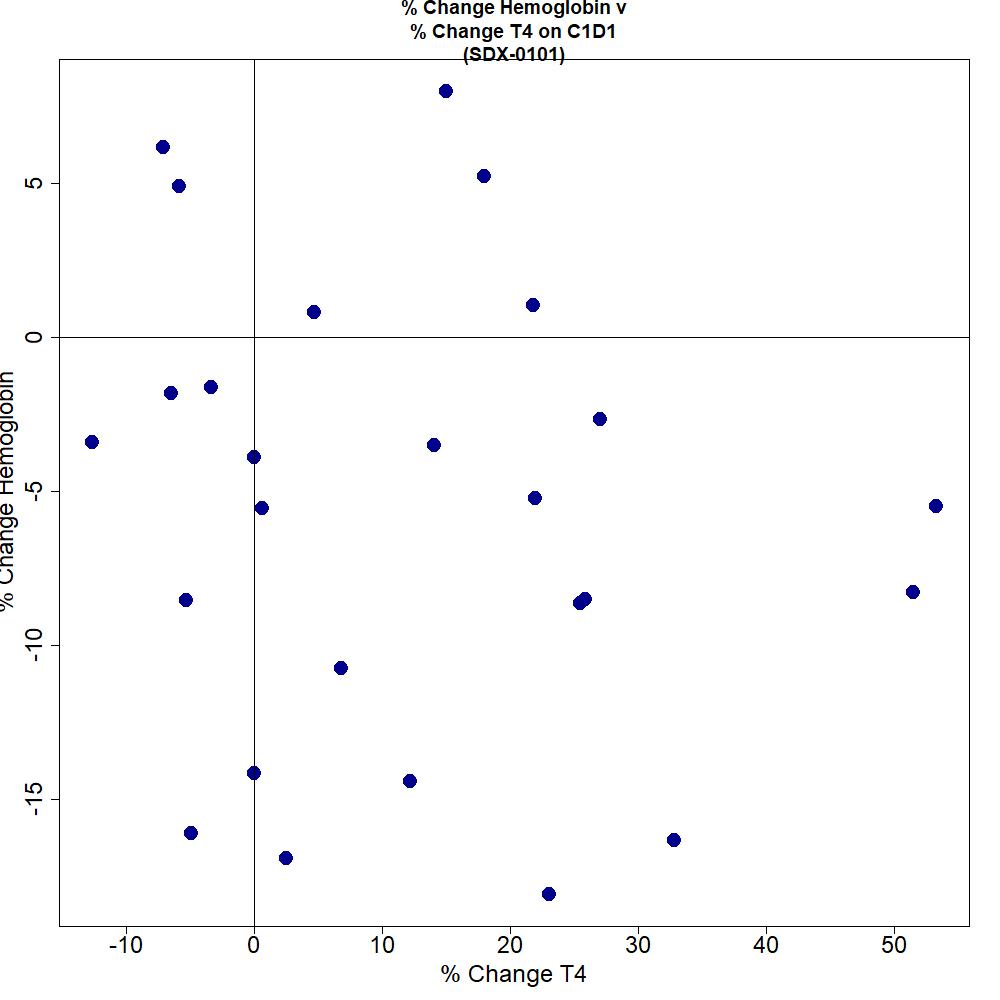 % Change Hemoglobin v
% Change T4 on C1D1
(SDX-0101)
% Change Hemoglobin
5
0
-5
-10
-15
-10 0 10 20 30 40 50
% Change T4